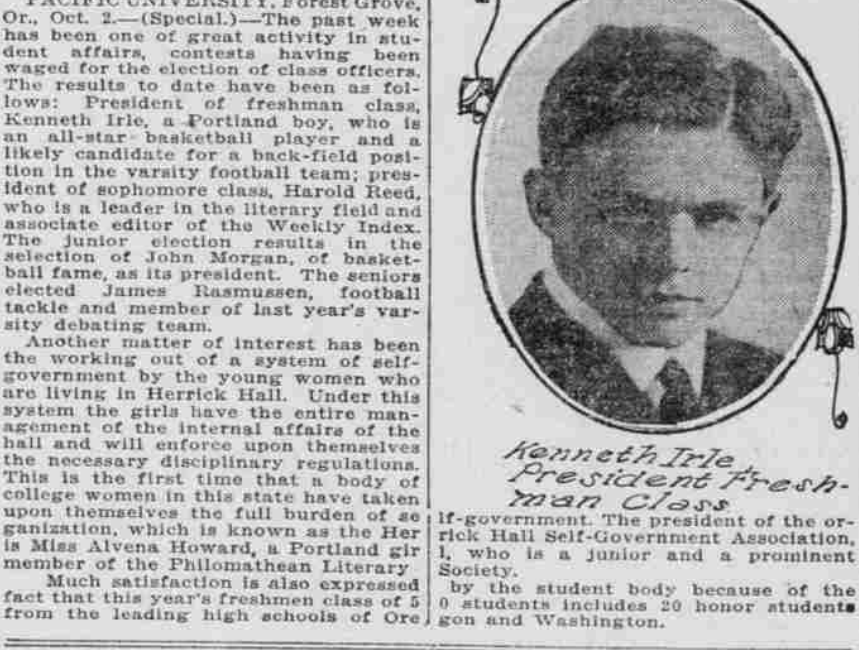 PACIFIC UNIVERSITY, Forest Grove,
Or., Oct. 2.—(Special.)—The past week
has been one of great activity in stu-
dent affairs, contests having been
waged for the election of class officers.
The results to date have been as fol-
lows: President of freshman class,
Kenneth Irle, a Portland boy, who is
an all-star basketball player and a
likely candidate for a back-field posi-
tion in the varsity football team; pres-
ident of sophomore class, Harold Reed,
who is a leader in the literary field and
associate editor of the Weekly Index.
The junior election results in the
selection of John Morgan, of basket-
ball fame, as its president. The seniors
elected James Rasmussen, football
tackle and member of last year's var-
sity debating team.
Another matter of interest has been
the working out of a system of self-
government by the young women who
are living in Herrick Hall. Under this
system the girls have the entire man-
agement of the internal affairs of the
hall and will enforce upon themselves
the necessary disciplinary regulations.
This is the first time that a body of
college women in this state have taken
upon themselves the full burden of se
ganization, which is known as the Her
is Miss Alvena Howard, a Portland gir
member of the Philomathean Literary
Much satisfaction is also expressed
fact that this year's freshmen class of 5
from the leading high schools of Ore
Kenneth Irle,
President Fresh-
man Class
lf-government. The president of the or-
rick Hall Self-Government Association,
l, who is a junior and a prominent
Society.
by the student body because of the
0 students includes 20 honor students
gon and Washington.